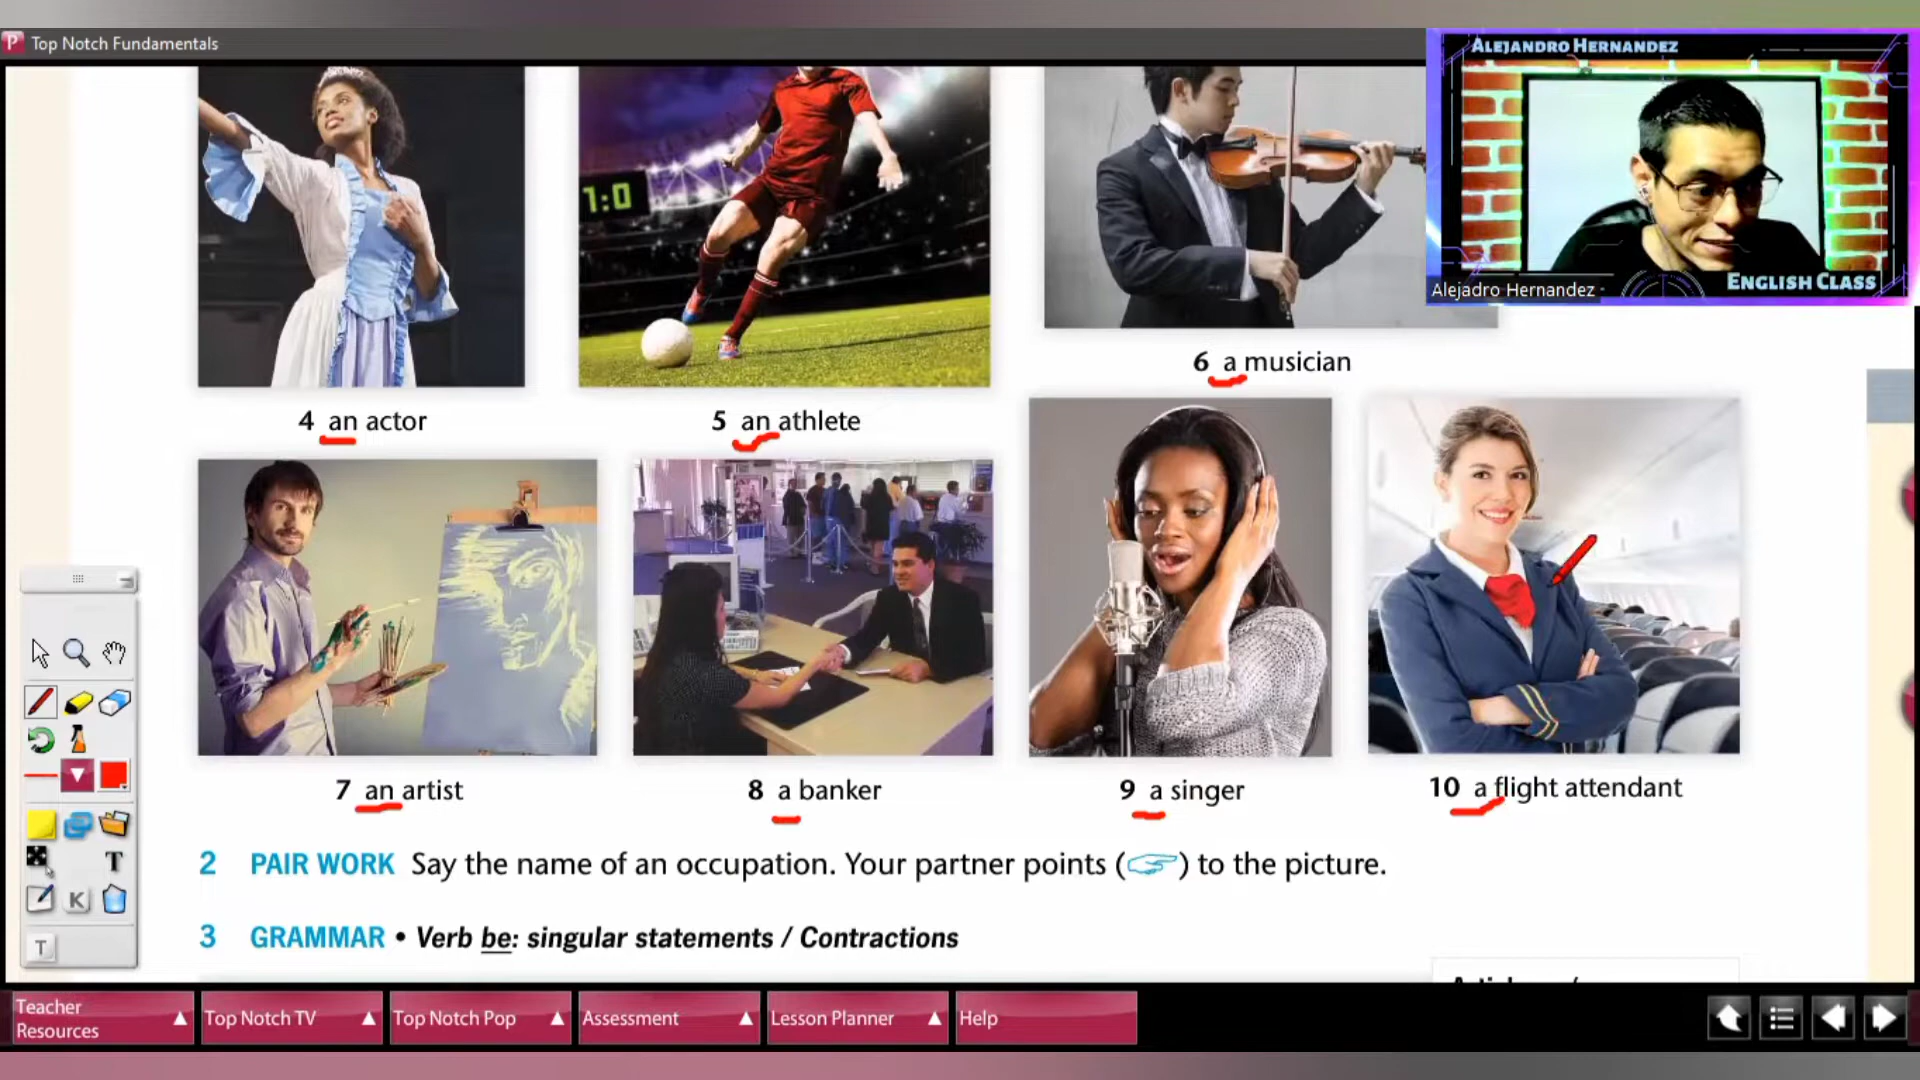 Top Notch Fundamentals
ALEJANDRO HERNANDEZ
ENGLISH CLASS
Alejadro Hernandez
1:0
6 a musician
4 an actor
5 an athlete
7 an artist
8 a banker
9 a singer
10 a flight attendant
2 PAIR WORK Say the name of an occupation. Your partner points ( ) to the picture.
3 GRAMMAR • Verb be: singular statements / Contractions
T
K
T
Teacher Resources
Top Notch TV
Top Notch Pop
Assessment
Lesson Planner
Help